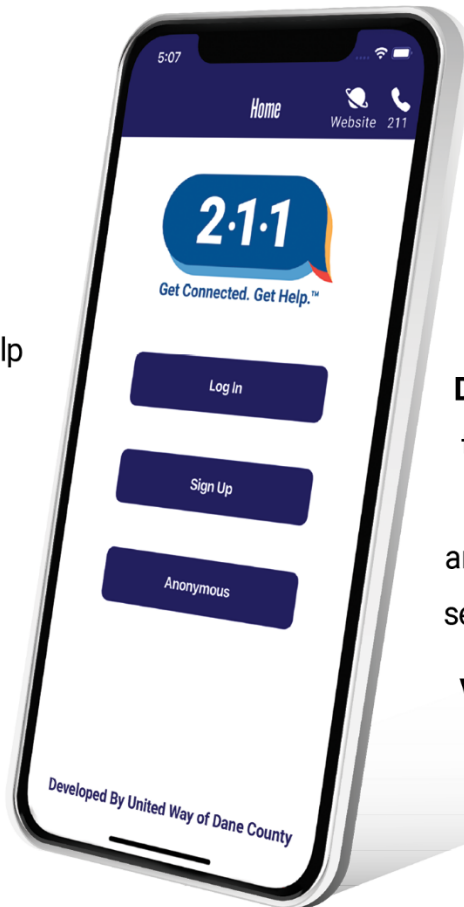 5:07
Home
Website 211
2·1·1
Get Connected. Get Help.™
Log In
Sign Up
Anonymous
Developed By United Way of Dane County